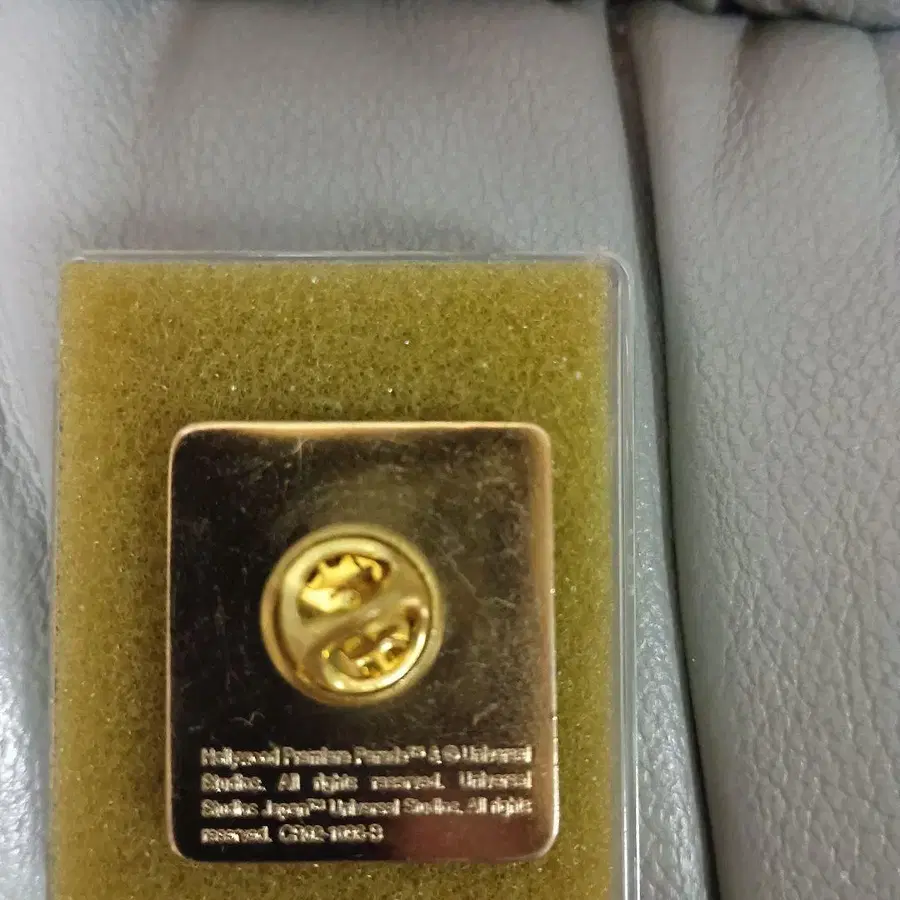 Hollywood Premiere Parade™ & © Universal
Studios. All rights reserved. Universal
Studios Japan™ Universal Studios. All rights
reserved.